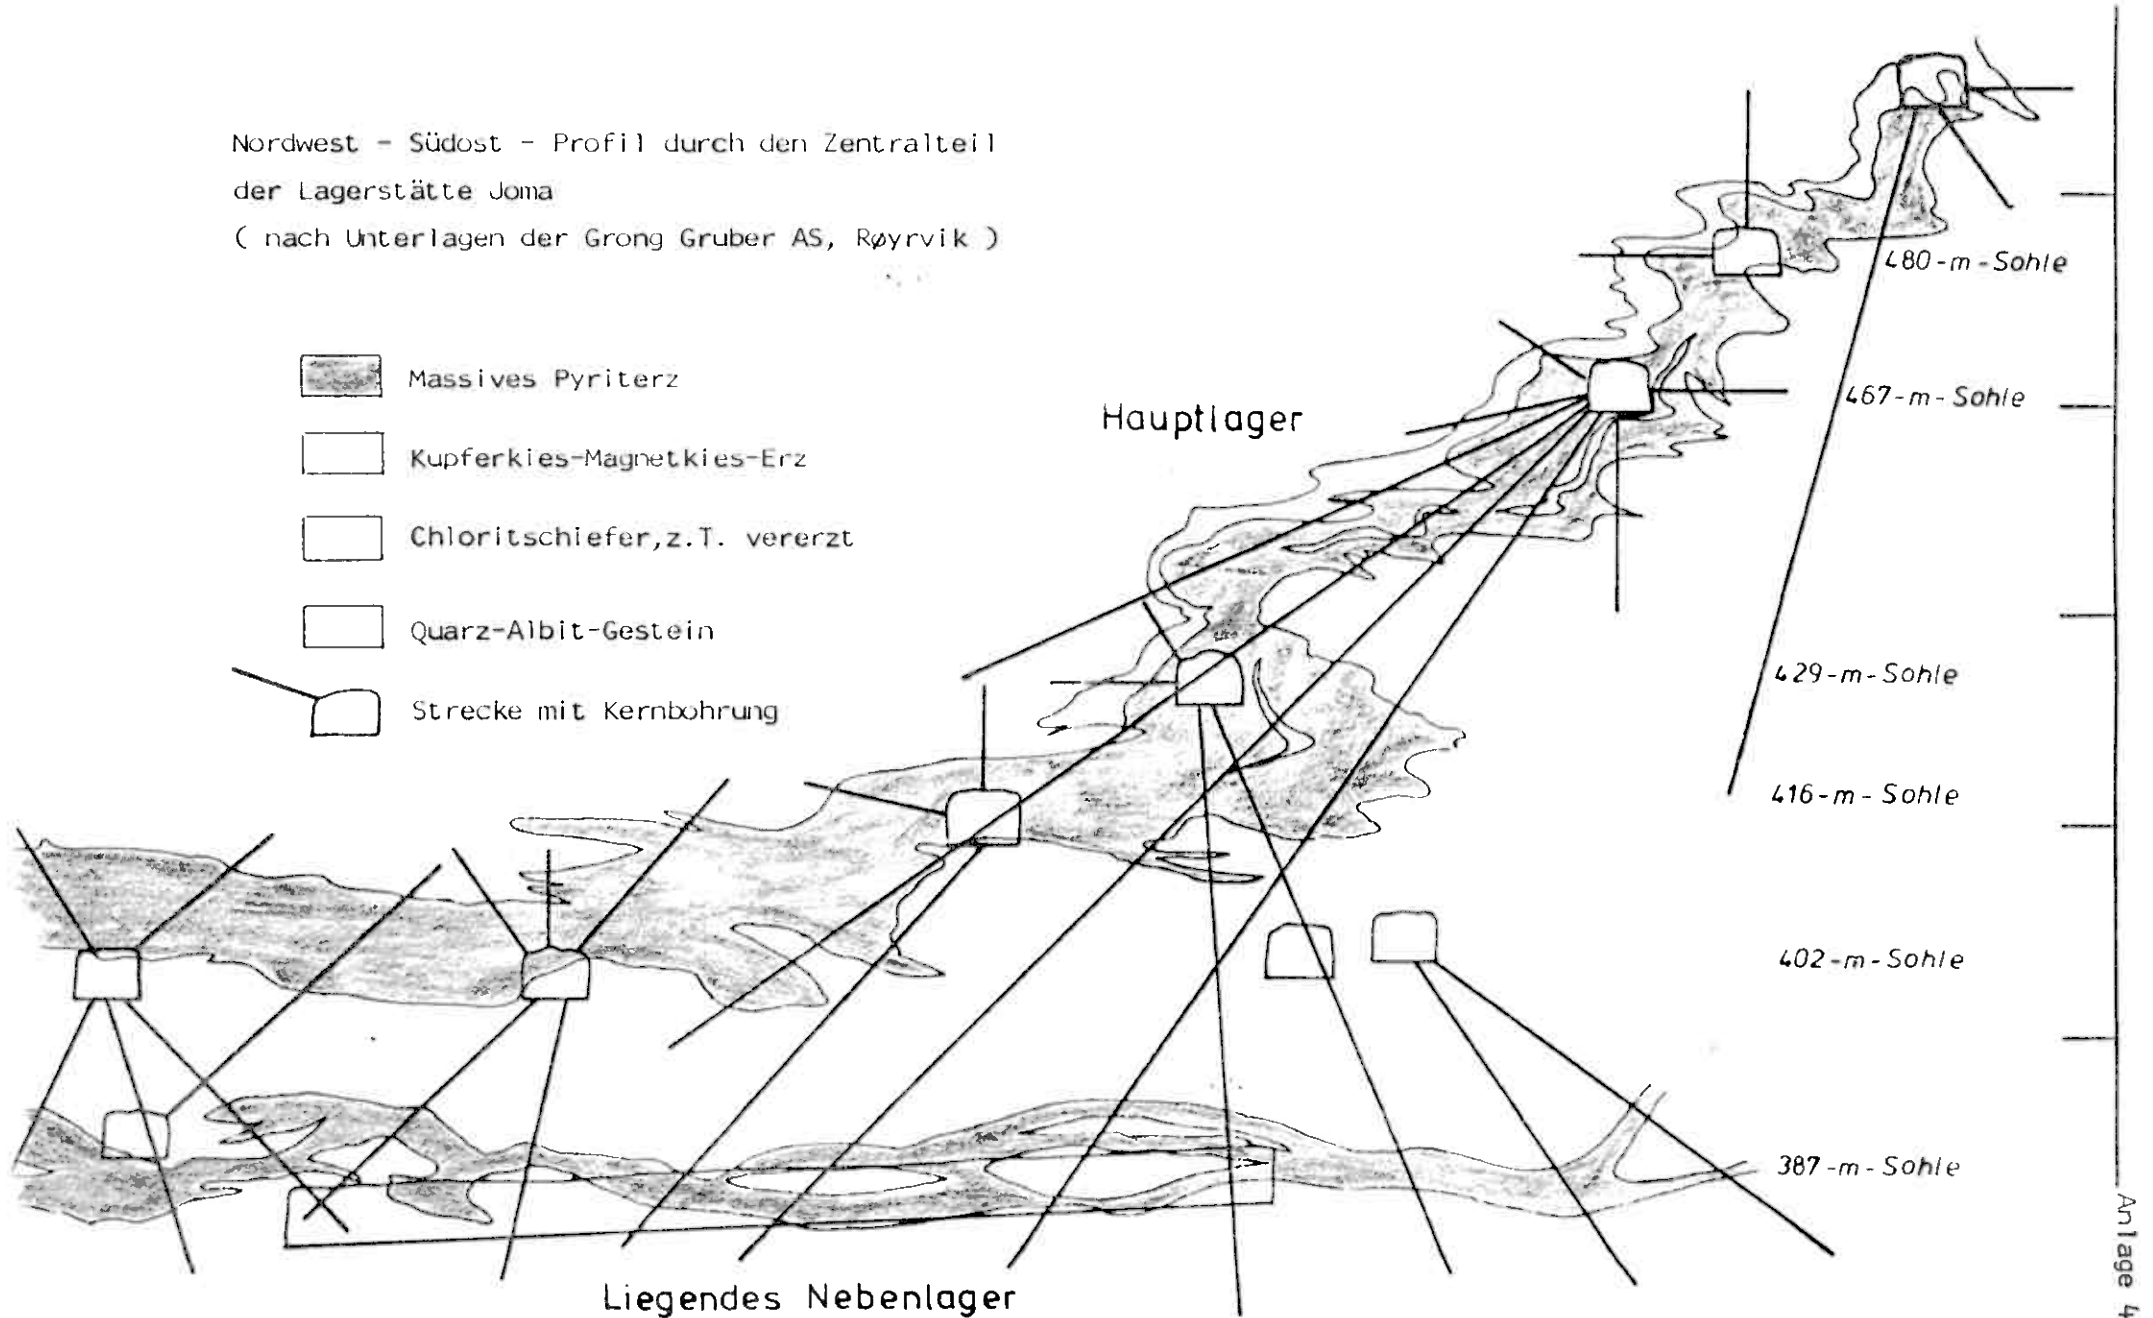 Nordwest - Südost - Profil durch den Zentralteil
der Lagerstätte Joma
( nach Unterlagen der Grong Gruber AS, Røyrvik )
Massives Pyriterz
Kupferkies-Magnetkies-Erz
Chloritschiefer,z.T. vererzt
Quarz-Albit-Gestein
Strecke mit Kernbohrung
Hauptlager
480-m-Sohle
467-m-Sohle
429-m-Sohle
416-m-Sohle
402-m-Sohle
387-m-Sohle
Liegendes Nebenlager
Anlage 4